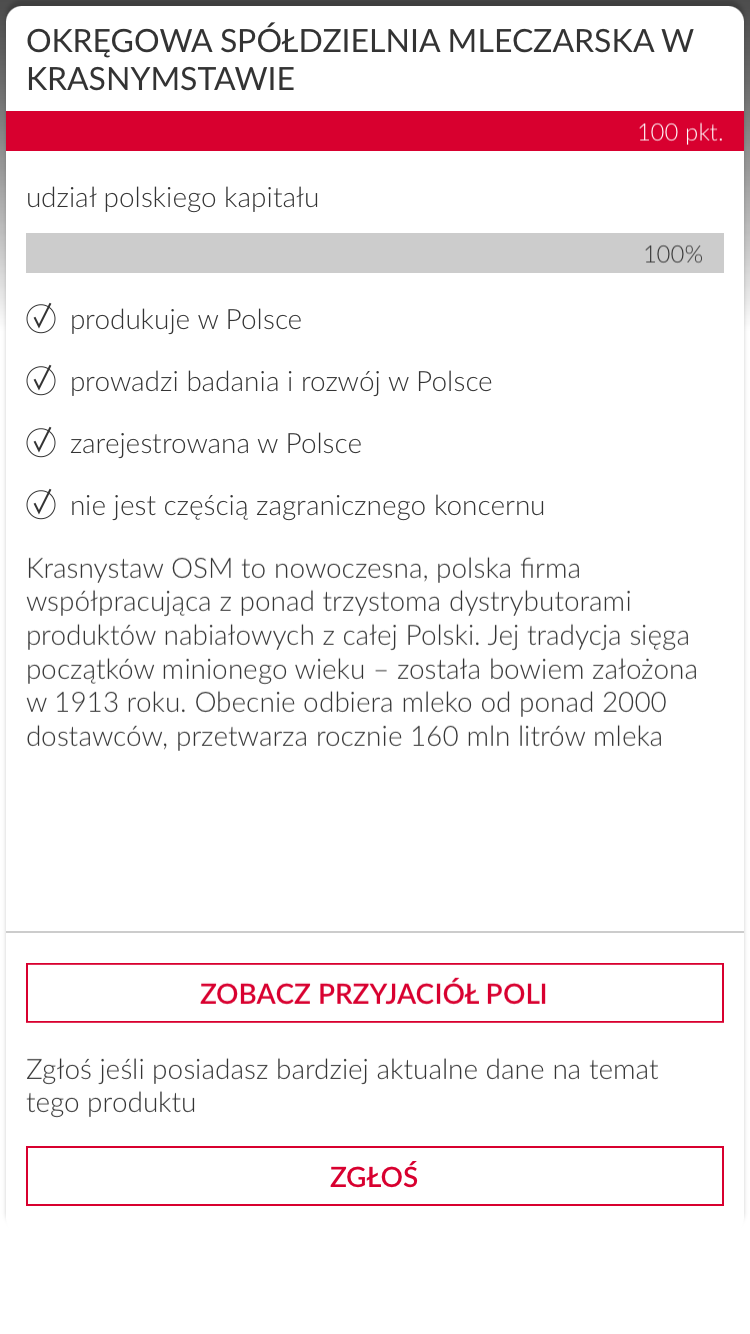 OKRĘGOWA SPÓŁDZIELNIA MLECZARSKA W
KRASNYMSTAWIE
100 pkt.
udział polskiego kapitału
100%
produkuje w Polsce
prowadzi badania i rozwój w Polsce
zarejestrowana w Polsce
nie jest częścią zagranicznego koncernu
Krasnystaw OSM to nowoczesna, polska firma
współpracująca z ponad trzystoma dystrybutorami
produktów nabiałowych z całej Polski. Jej tradycja sięga
początków minionego wieku – została bowiem założona
w 1913 roku. Obecnie odbiera mleko od ponad 2000
dostawców, przetwarza rocznie 160 mln litrów mleka
ZOBACZ PRZYJACIÓŁ POLI
Zgłoś jeśli posiadasz bardziej aktualne dane na temat
tego produktu
ZGŁOŚ